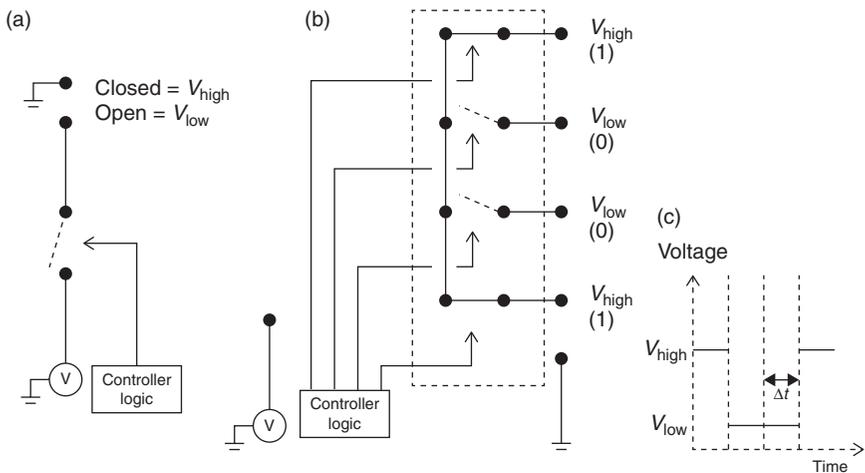 (a)
Closed = V_high
Open = V_low
V
Controller
logic
(b)
V_high
(1)
V_low
(0)
V_low
(0)
V_high
(1)
V
Controller
logic
(c)
Voltage
V_high
Δt
V_low
Time